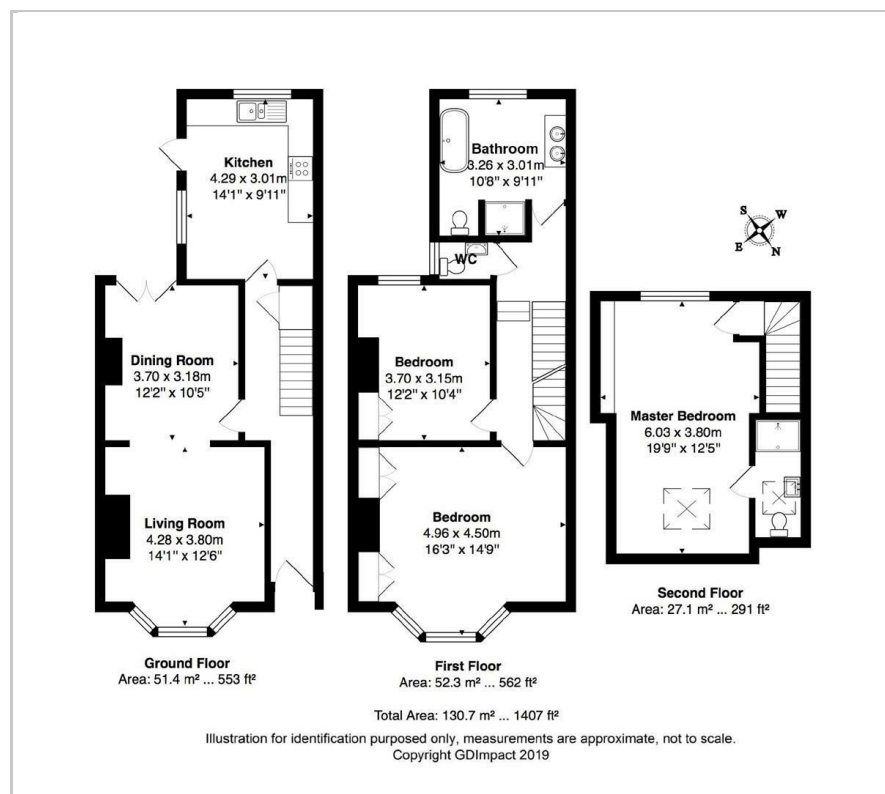 Kitchen
4.29 x 3.01m
14'1" x 9'11"
Dining Room
3.70 x 3.18m
12'2" x 10'5"
Living Room
4.28 x 3.80m
14'1" x 12'6"
Ground Floor
Area: 51.4 m² ... 553 ft²
Bathroom
3.26 x 3.01m
10'8" x 9'11"
WC
Bedroom
3.70 x 3.15m
12'2" x 10'4"
Bedroom
4.96 x 4.50m
16'3" x 14'9"
First Floor
Area: 52.3 m² ... 562 ft²
S W
E N
Master Bedroom
6.03 x 3.80m
19'9" x 12'5"
Second Floor
Area: 27.1 m² ... 291 ft²
Total Area: 130.7 m² ... 1407 ft²
Illustration for identification purposed only, measurements are approximate, not to scale.
Copyright GDImpact 2019